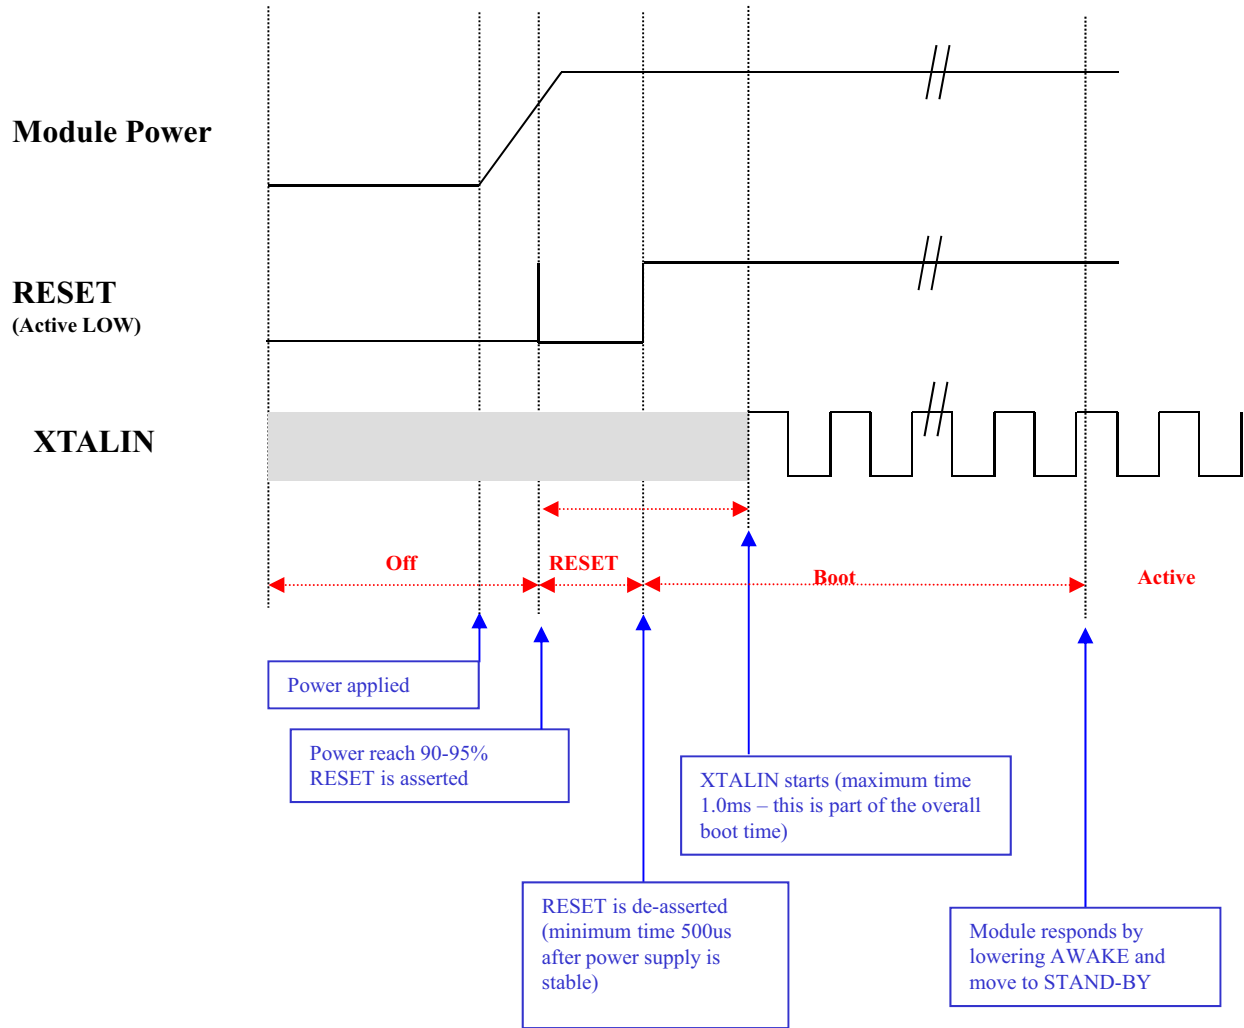 Module Power
RESET
(Active LOW)
XTALIN
Off
RESET
Boot
Active
Power applied
Power reach 90-95%
RESET is asserted
XTALIN starts (maximum time
1.0ms – this is part of the overall
boot time)
RESET is de-asserted
(minimum time 500us
after power supply is
stable)
Module responds by
lowering AWAKE and
move to STAND-BY